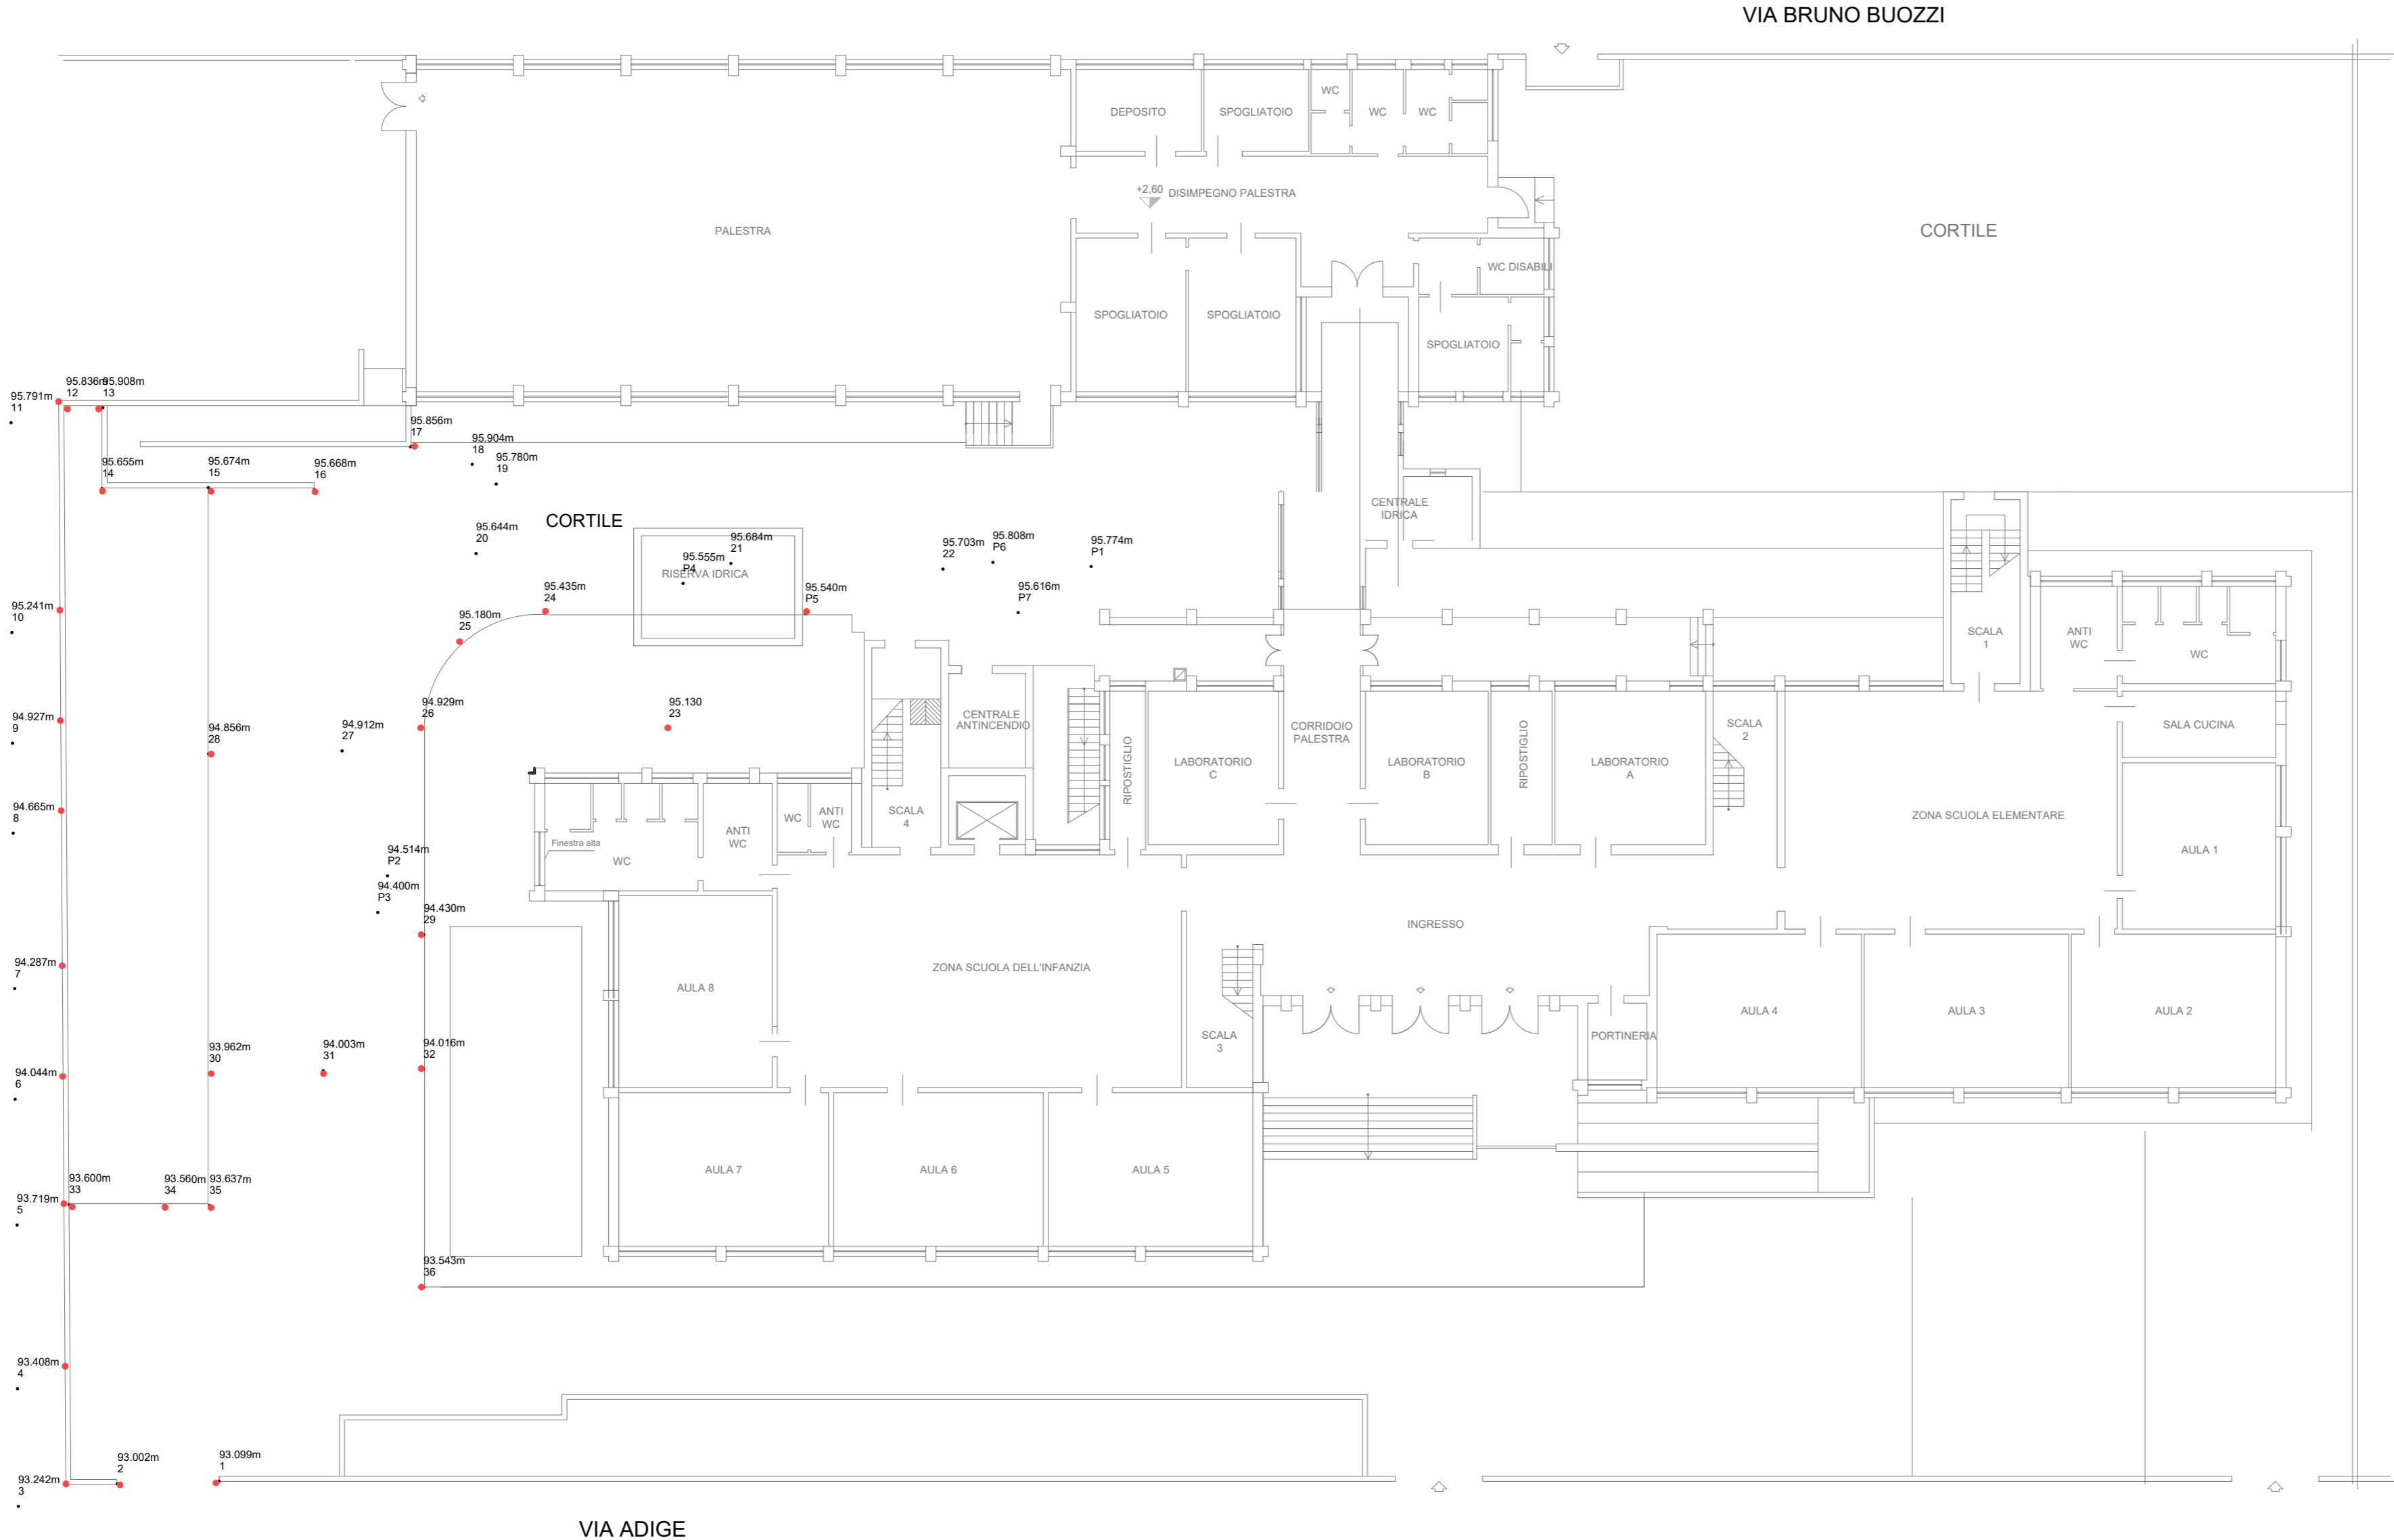 VIA BRUNO BUOZZI
DEPOSITO
SPOGLIATOIO
WC
WC
WC
+2,60
DISIMPEGNO PALESTRA
PALESTRA
CORTILE
WC DISABILI
SPOGLIATOIO
SPOGLIATOIO
SPOGLIATOIO
95.791m
11
95.836m
12
95.908m
13
95.856m
17
95.904m
18
95.780m
19
95.655m
14
95.674m
15
95.668m
16
CENTRALE
IDRICA
CORTILE
95.644m
20
95.684m
21
95.555m
P4
RISERVA IDRICA
95.703m
22
95.808m
P6
95.774m
P1
95.435m
24
95.540m
P5
95.616m
P7
95.241m
10
95.180m
25
SCALA
1
ANTI
WC
WC
94.927m
9
94.929m
26
95.130
23
94.856m
28
94.912m
27
CENTRALE
ANTINCENDIO
RIPOSTIGLIO
LABORATORIO
C
CORRIDOIO
PALESTRA
LABORATORIO
B
RIPOSTIGLIO
LABORATORIO
A
SCALA
2
SALA CUCINA
94.665m
8
WC
ANTI
WC
SCALA
4
ZONA SCUOLA ELEMENTARE
ANTI
WC
Finestra alta
WC
AULA 1
94.514m
P2
94.400m
P3
94.430m
29
INGRESSO
94.287m
7
ZONA SCUOLA DELL'INFANZIA
AULA 8
SCALA
3
PORTINERIA
AULA 4
AULA 3
AULA 2
94.044m
6
93.962m
30
94.003m
31
94.016m
32
AULA 7
AULA 6
AULA 5
93.719m
5
93.600m
33
93.560m
34
93.637m
35
93.543m
36
93.408m
4
93.242m
3
93.002m
2
93.099m
1
VIA ADIGE